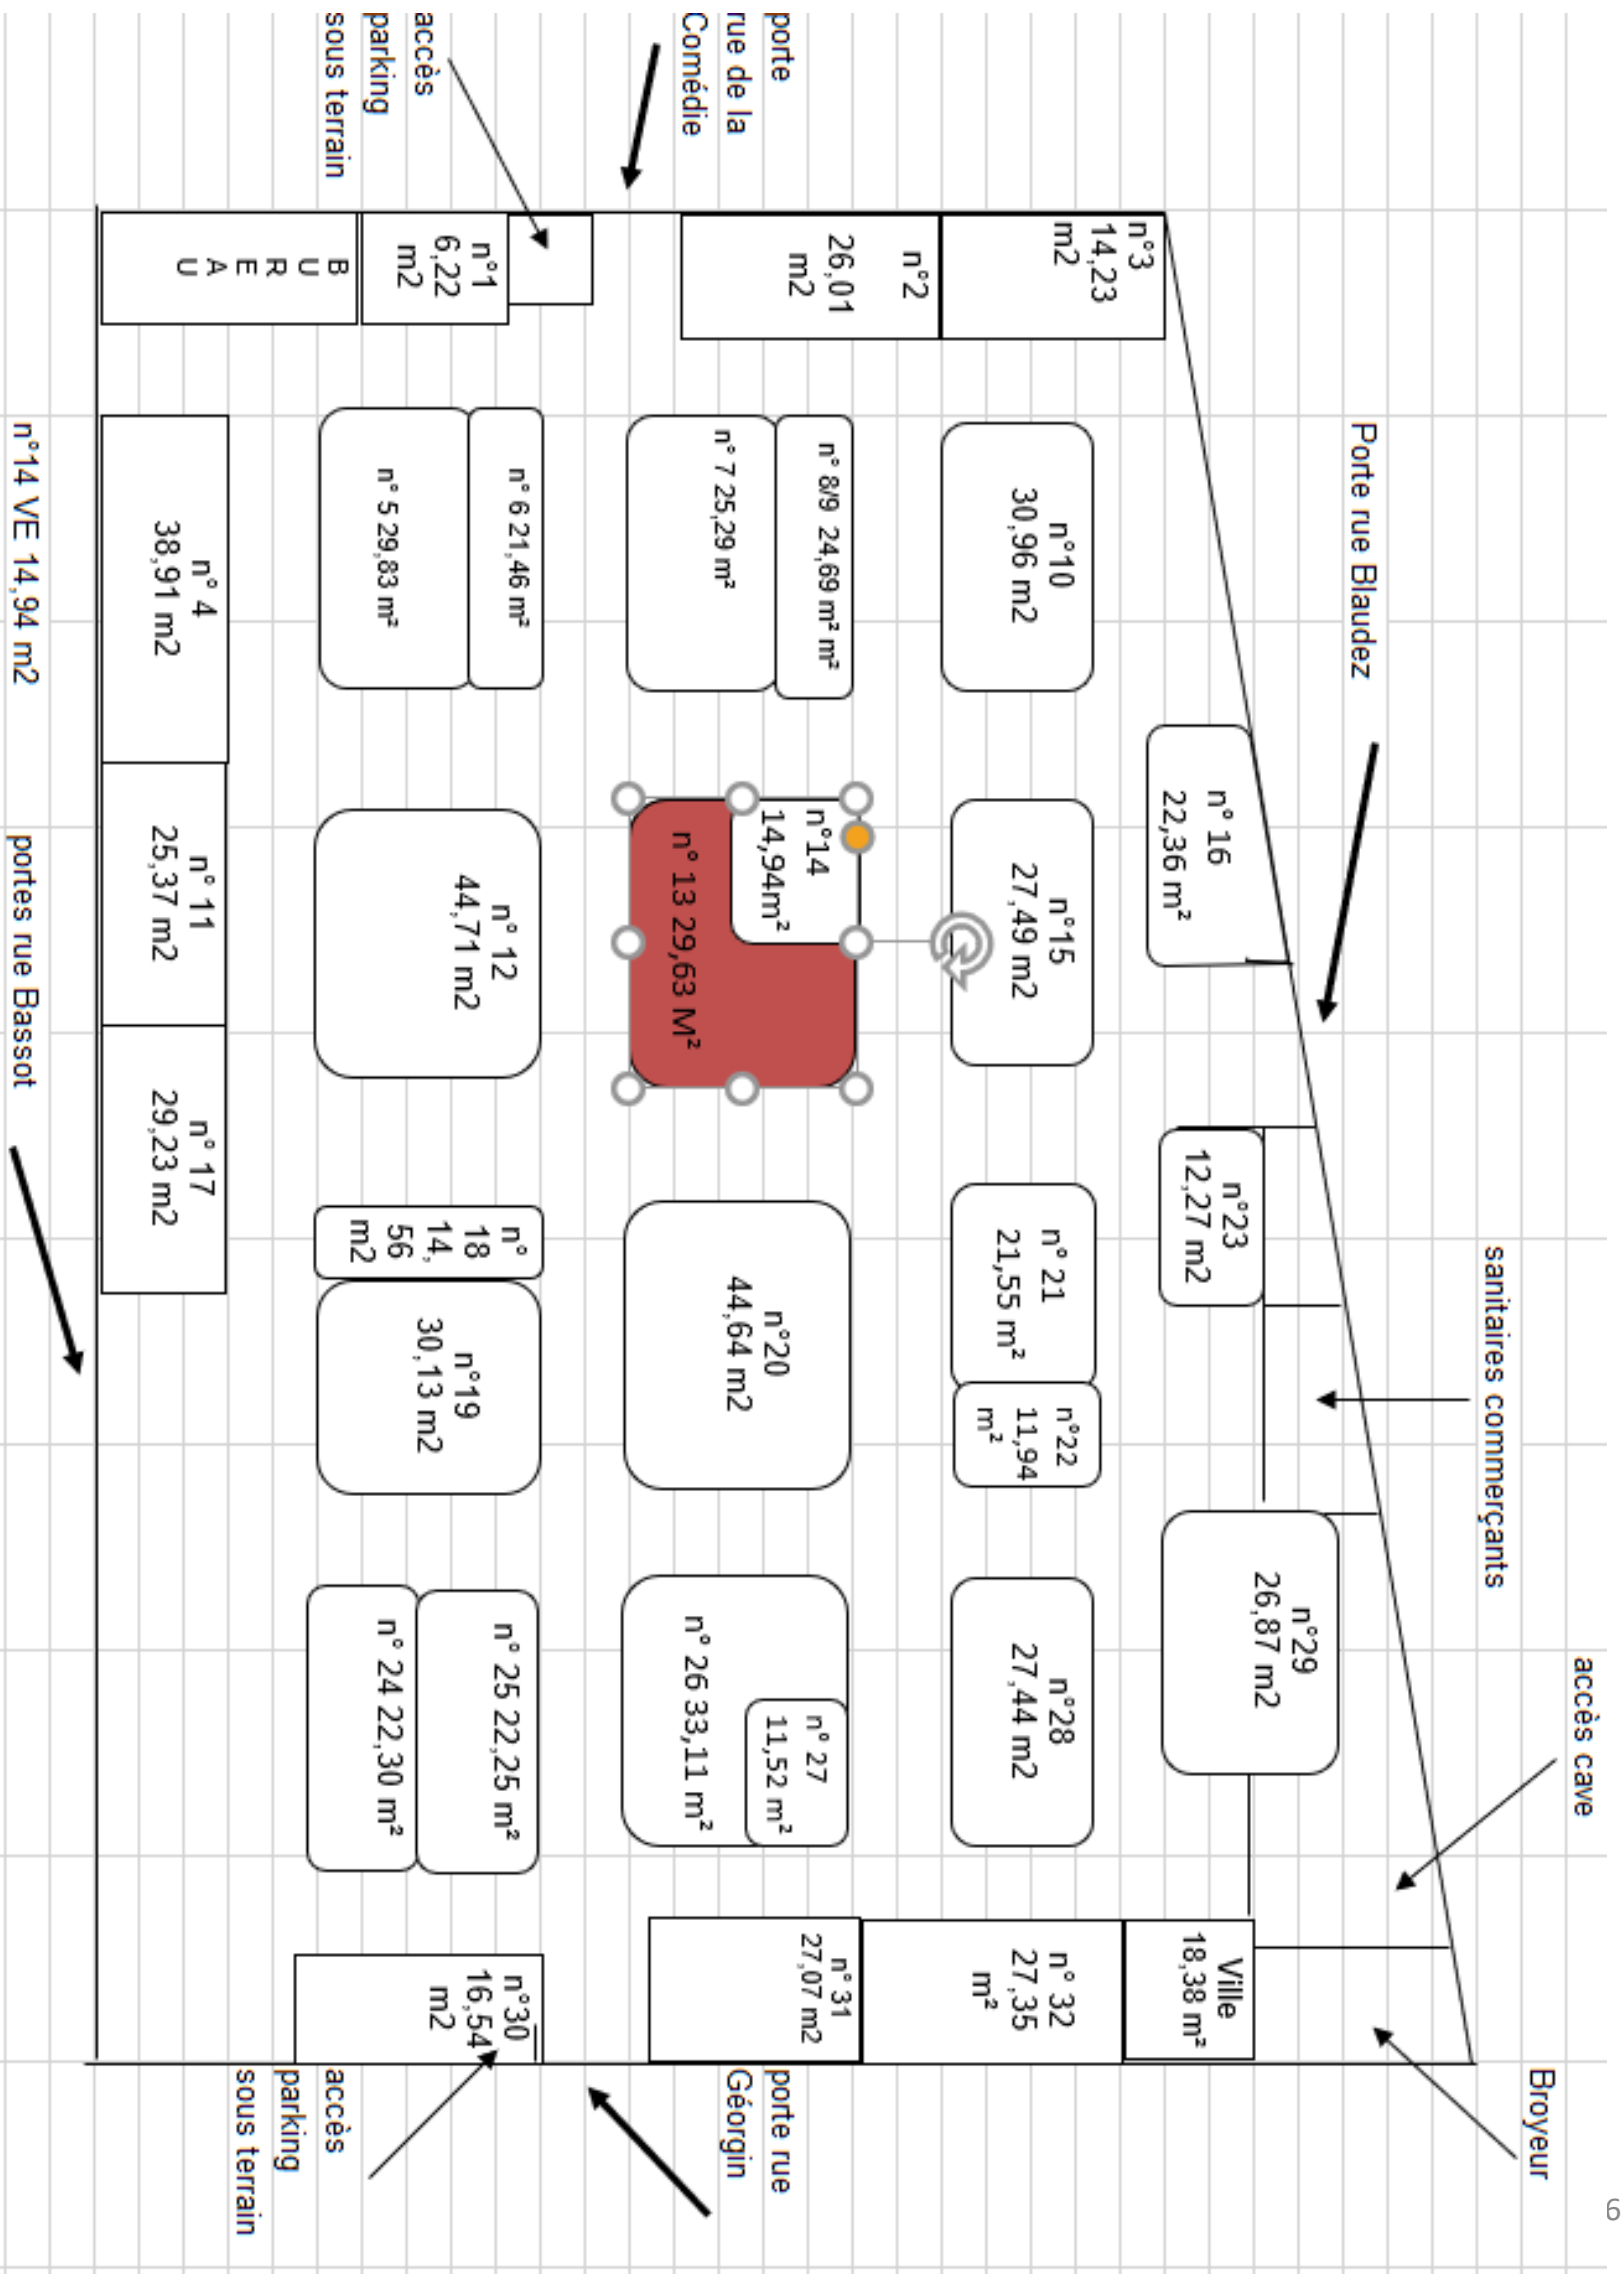 porte
rue de la
Comédie
accès
parking
sous terrain
Porte rue Blaudez
sanitaires commerçants
accès cave
Broyeur
n°3
14,23
m2
n°2
26,01
m2
n°1
6,22
m2
B
U
R
E
A
U
n°10
30,96 m2
n° 8/9  24,69 m² m²
n° 7 25,29 m²
n° 6 21,46 m²
n° 5 29,83 m²
n° 4
38,91 m2
n° 16
22,36 m²
n°15
27,49 m2
n°14
14,94m²
n° 13 29,63 M²
n° 12
44,71 m2
n° 11
25,37 m2
n°23
12,27 m2
n° 21
21,55 m²
n°22
11,94
m²
n°20
44,64 m2
n°
18
14,
56
m2
n°19
30,13 m2
n° 17
29,23 m2
n°29
26,87 m2
n°28
27,44 m2
n° 27
11,52 m²
n° 26 33,11 m²
n° 25 22,25 m²
n° 24 22,30 m²
Ville
18,38 m²
n° 32
27,35
m²
n° 31
27,07 m2
n°30
16,54
m2
porte rue
Géorgin
accès
parking
sous terrain
n°14 VE 14,94 m2
portes rue Bassot
6